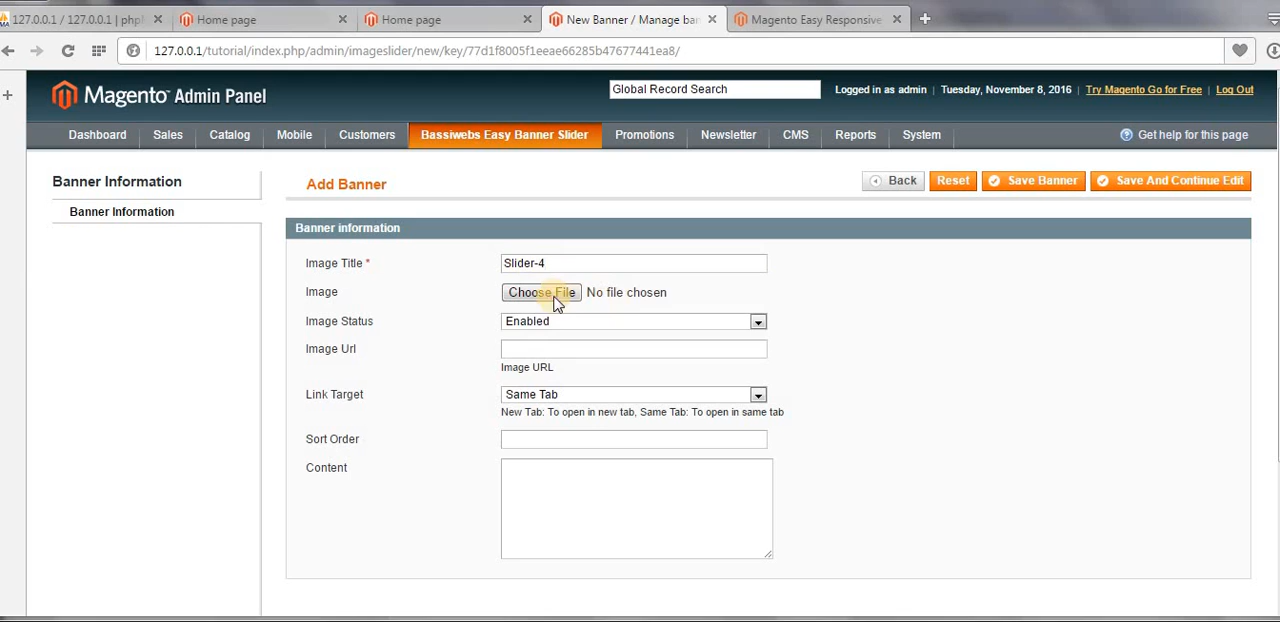 127.0.0.1 / 127.0.0.1 | phpM
Home page
Home page
New Banner / Manage ban
Magento Easy Responsive
127.0.0.1/tutorial/index.php/admin/imageslider/new/key/77d1f8005f1eeae66285b47677441ea8/
Magento Admin Panel
Global Record Search
Logged in as admin | Tuesday, November 8, 2016 | Try Magento Go for Free | Log Out
Dashboard Sales Catalog Mobile Customers Bassiwebs Easy Banner Slider Promotions Newsletter CMS Reports System Get help for this page
Banner Information
Banner Information
Add Banner
Back Reset Save Banner Save And Continue Edit
Banner information
Image Title * Slider-4
Image Choose File No file chosen
Image Status Enabled
Image Url
Image URL
Link Target Same Tab
New Tab: To open in new tab, Same Tab: To open in same tab
Sort Order
Content